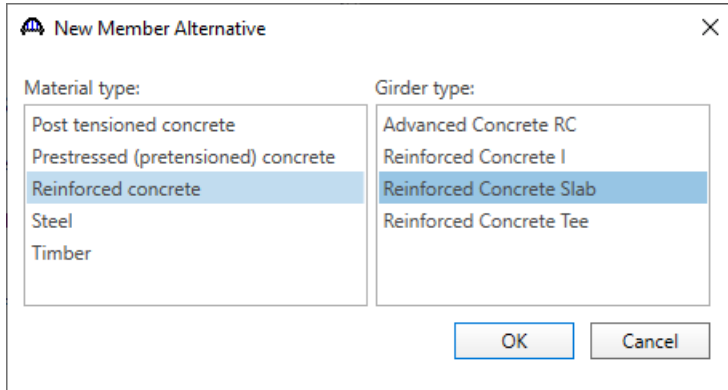 New Member Alternative
Material type:
Girder type:
Post tensioned concrete
Prestressed (pretensioned) concrete
Reinforced concrete
Steel
Timber
Advanced Concrete RC
Reinforced Concrete I
Reinforced Concrete Slab
Reinforced Concrete Tee
OK
Cancel